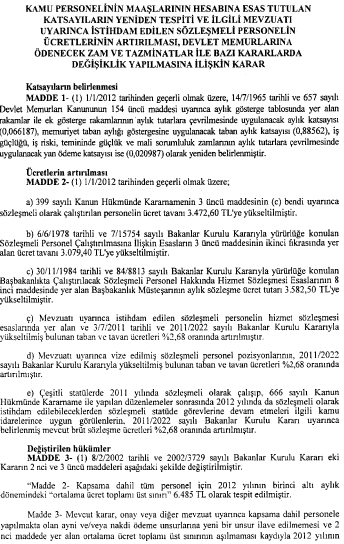 KAMU PERSONELİNİN MAAŞLARININ HESABINA ESAS TUTULAN
KATSAYILARIN YENİDEN TESPİTİ VE İLGİLİ MEVZUATI
UYARINCA İSTİHDAM EDİLEN SÖZLEŞMELİ PERSONELİN
ÜCRETLERİNİN ARTIRILMASI, DEVLET MEMURLARINA
ÖDENECEK ZAM VE TAZMİNATLAR İLE BAZI KARARLARDA
DEĞİŞİKLİK YAPILMASINA İLİŞKİN KARAR
Katsayıların belirlenmesi
MADDE 1- (1) 1/1/2012 tarihinden geçerli olmak üzere, 14/7/1965 tarihli ve 657 sayılı
Devlet Memurları Kanununun 154 üncü maddesi uyarınca aylık gösterge tablosunda yer alan
rakamlar ile ek gösterge rakamlarının aylık tutarlara çevrilmesinde uygulanacak aylık katsayısı
(0,066187), memuriyet taban aylığı göstergesine uygulanacak taban aylığı katsayısı (0,88562), iş
güçlüğü, iş riski, temininde güçlük ve mali sorumluluk zamlarının aylık tutarlara çevrilmesinde
uygulanacak yan ödeme katsayısı ise (0,020987) olarak yeniden belirlenmiştir.
Ücretlerin artırılması
MADDE 2- (1) 1/1/2012 tarihinden geçerli olmak üzere;
a) 399 sayılı Kanun Hükmünde Kararnamenin 3 üncü maddesinin (c) bendi uyarınca
sözleşmeli olarak çalıştırılan personelin ücret tavanı 3.472,60 TL'ye yükseltilmiştir.
b) 6/6/1978 tarihli ve 7/15754 sayılı Bakanlar Kurulu Kararıyla yürürlüğe konulan
Sözleşmeli Personel Çalıştırılmasına İlişkin Esasların 3 üncü maddesinin ikinci fıkrasında yer
alan ücret tavanı 3.079,40 TL'ye yükseltilmiştir.
c) 30/11/1984 tarihli ve 84/8813 sayılı Bakanlar Kurulu Kararıyla yürürlüğe konulan
Başbakanlıkta Çalıştırılacak Sözleşmeli Personel Hakkında Hizmet Sözleşmesi Esaslarının 8
inci maddesinde yer alan Başbakanlık Müsteşarının aylık sözleşme ücret tutarı 3.582,50 TL'ye
yükseltilmiştir.
ç) Mevzuatı uyarınca istihdam edilen sözleşmeli personelin hizmet sözleşmesi
esaslarında yer alan ve 3/7/2011 tarihli ve 2011/2022 sayılı Bakanlar Kurulu Kararıyla
yükseltilmiş bulunan taban ve tavan ücretleri %2,68 oranında artırılmıştır.
d) Mevzuatı uyarınca vize edilmiş sözleşmeli personel pozisyonlarının, 2011/2022
sayılı Bakanlar Kurulu Kararıyla yükseltilmiş bulunan taban ve tavan ücretleri %2,68 oranında
artırılmıştır.
e) Çeşitli statülerde 2011 yılında sözleşmeli olarak çalışıp, 666 sayılı Kanun
Hükmünde Kararname ile yapılan düzenlemeler sonrasında 2012 yılında da sözleşmeli olarak
istihdam edilebileceklerden sözleşmeli statüde görevlerine devam etmeleri ilgili kamu
idarelerince uygun görülenlerin, 2011/2022 sayılı Bakanlar Kurulu Kararı uyarınca
belirlenmiş mevcut brüt sözleşme ücretleri %2,68 oranında artırılmıştır.
Değiştirilen hükümler
MADDE 3- (1) 8/2/2002 tarihli ve 2002/3729 sayılı Bakanlar Kurulu Kararı eki
Kararın 2 nci ve 3 üncü maddeleri aşağıdaki şekilde değiştirilmiştir.
"Madde 2- Kapsama dahil tüm personel için 2012 yılının birinci altı aylık
dönemindeki "ortalama ücret toplamı üst sınırı" 6.485 TL olarak tespit edilmiştir.
Madde 3- Mevcut karar, onay veya diğer mevzuat uyarınca kapsama dahil personele
yapılmakta olan ayni ve/veya nakdi ödeme unsurlarına yeni bir unsur ilave edilmemesi ve 2
nci maddede yer alan ortalama ücret toplamı üst sınırının aşılmaması kaydıyla 2012 yılının